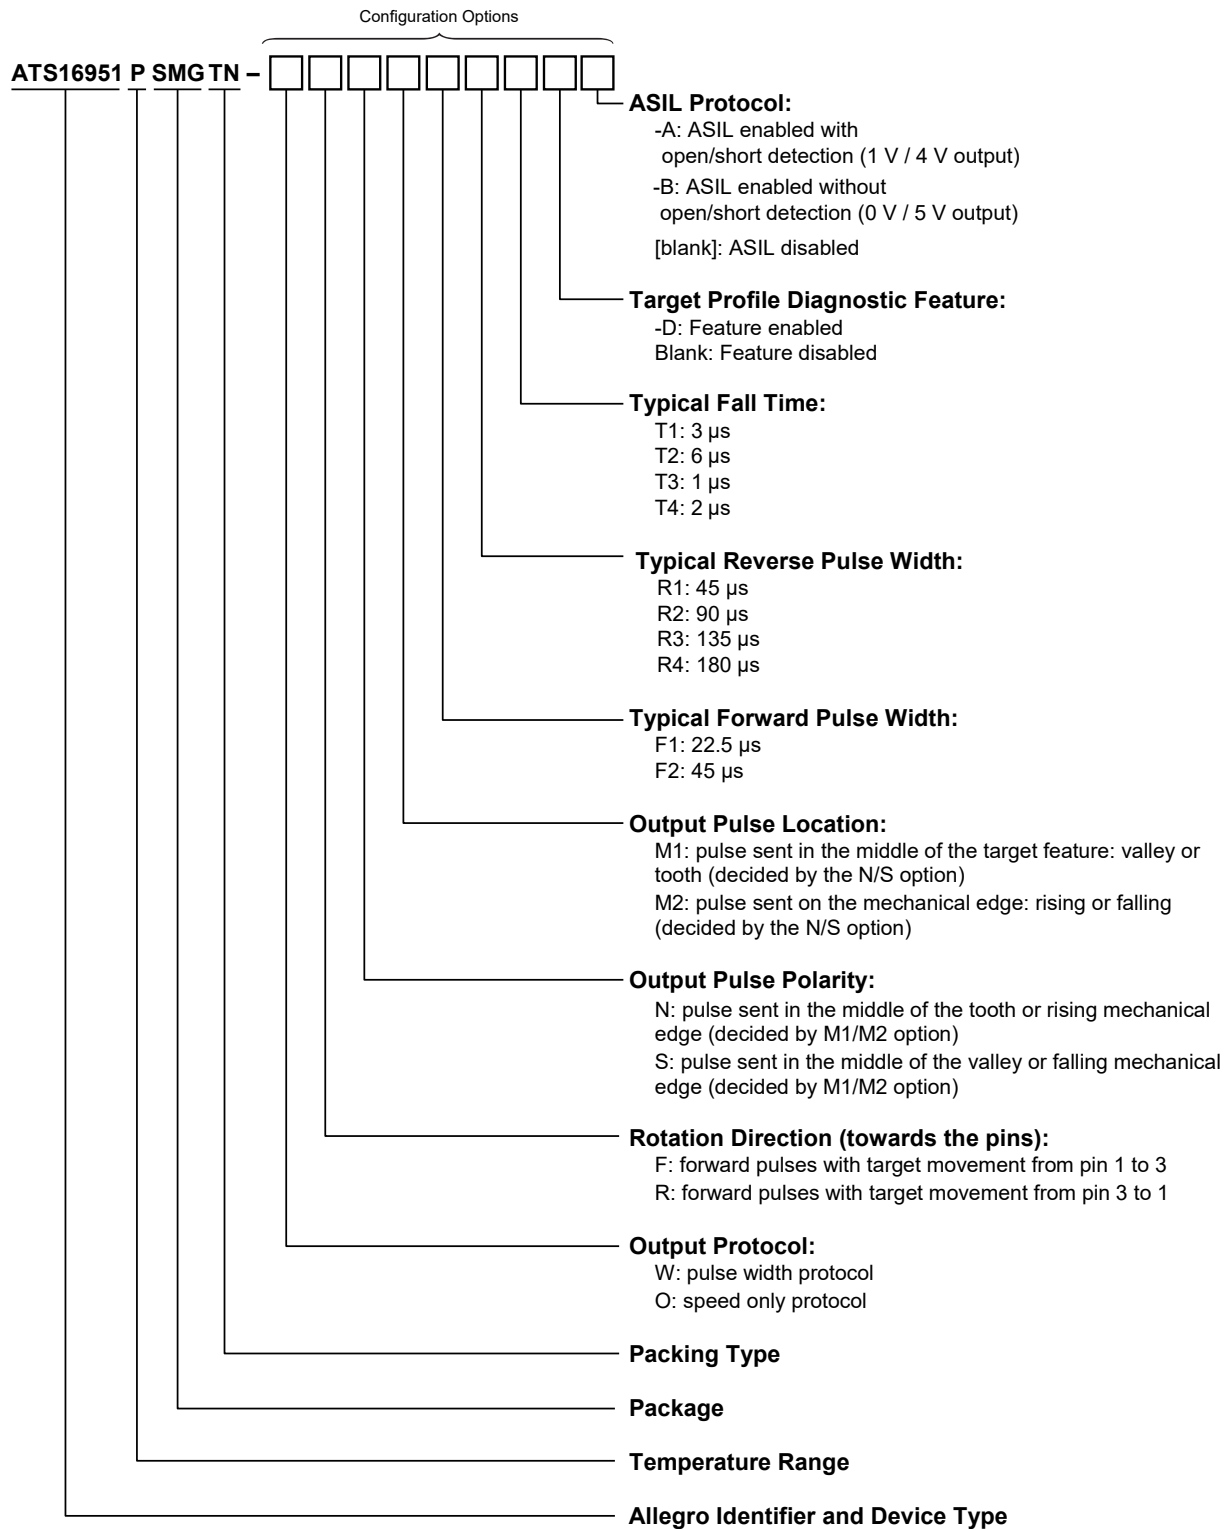 Configuration Options
ATS16951 P SMG TN –
ASIL Protocol:
-A: ASIL enabled with
open/short detection (1 V / 4 V output)
-B: ASIL enabled without
open/short detection (0 V / 5 V output)
[blank]: ASIL disabled
Target Profile Diagnostic Feature:
-D: Feature enabled
Blank: Feature disabled
Typical Fall Time:
T1: 3 µs
T2: 6 µs
T3: 1 µs
T4: 2 µs
Typical Reverse Pulse Width:
R1: 45 µs
R2: 90 µs
R3: 135 µs
R4: 180 µs
Typical Forward Pulse Width:
F1: 22.5 µs
F2: 45 µs
Output Pulse Location:
M1: pulse sent in the middle of the target feature: valley or
tooth (decided by the N/S option)
M2: pulse sent on the mechanical edge: rising or falling
(decided by the N/S option)
Output Pulse Polarity:
N: pulse sent in the middle of the tooth or rising mechanical
edge (decided by M1/M2 option)
S: pulse sent in the middle of the valley or falling mechanical
edge (decided by M1/M2 option)
Rotation Direction (towards the pins):
F: forward pulses with target movement from pin 1 to 3
R: forward pulses with target movement from pin 3 to 1
Output Protocol:
W: pulse width protocol
O: speed only protocol
Packing Type
Package
Temperature Range
Allegro Identifier and Device Type